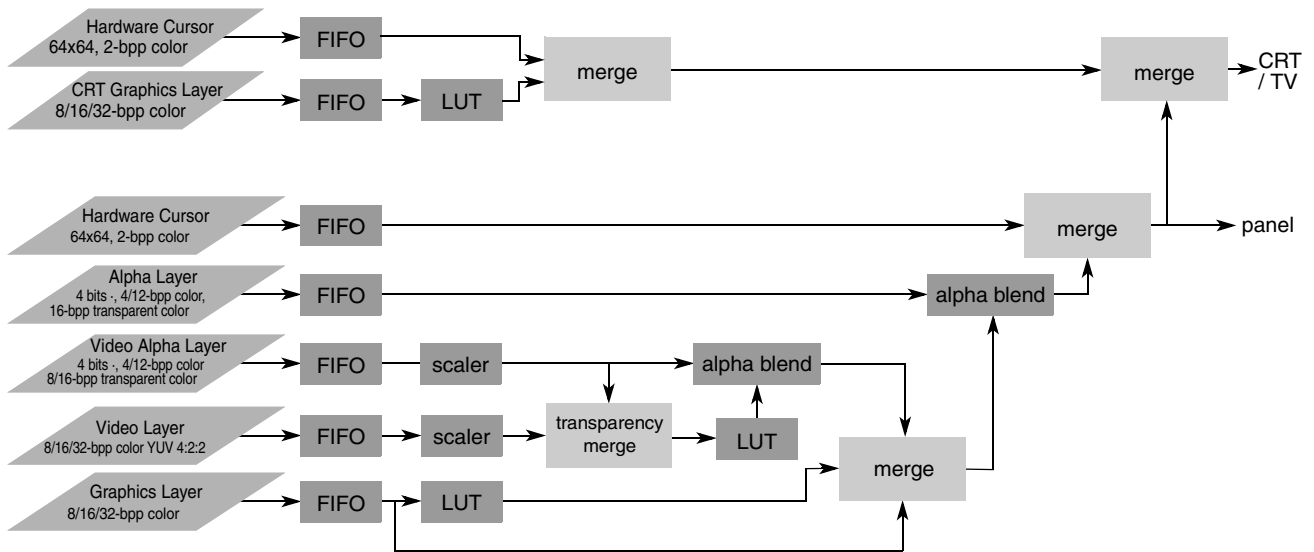 Hardware Cursor
64x64, 2-bpp color
FIFO
merge
merge
CRT
/ TV
CRT Graphics Layer
8/16/32-bpp color
FIFO
LUT
Hardware Cursor
64x64, 2-bpp color
FIFO
merge
panel
Alpha Layer
4 bits ·, 4/12-bpp color,
16-bpp transparent color
FIFO
alpha blend
Video Alpha Layer
4 bits ·, 4/12-bpp color
8/16-bpp transparent color
FIFO
scaler
alpha blend
Video Layer
8/16/32-bpp color YUV 4:2:2
FIFO
scaler
transparency
merge
LUT
merge
Graphics Layer
8/16/32-bpp color
FIFO
LUT